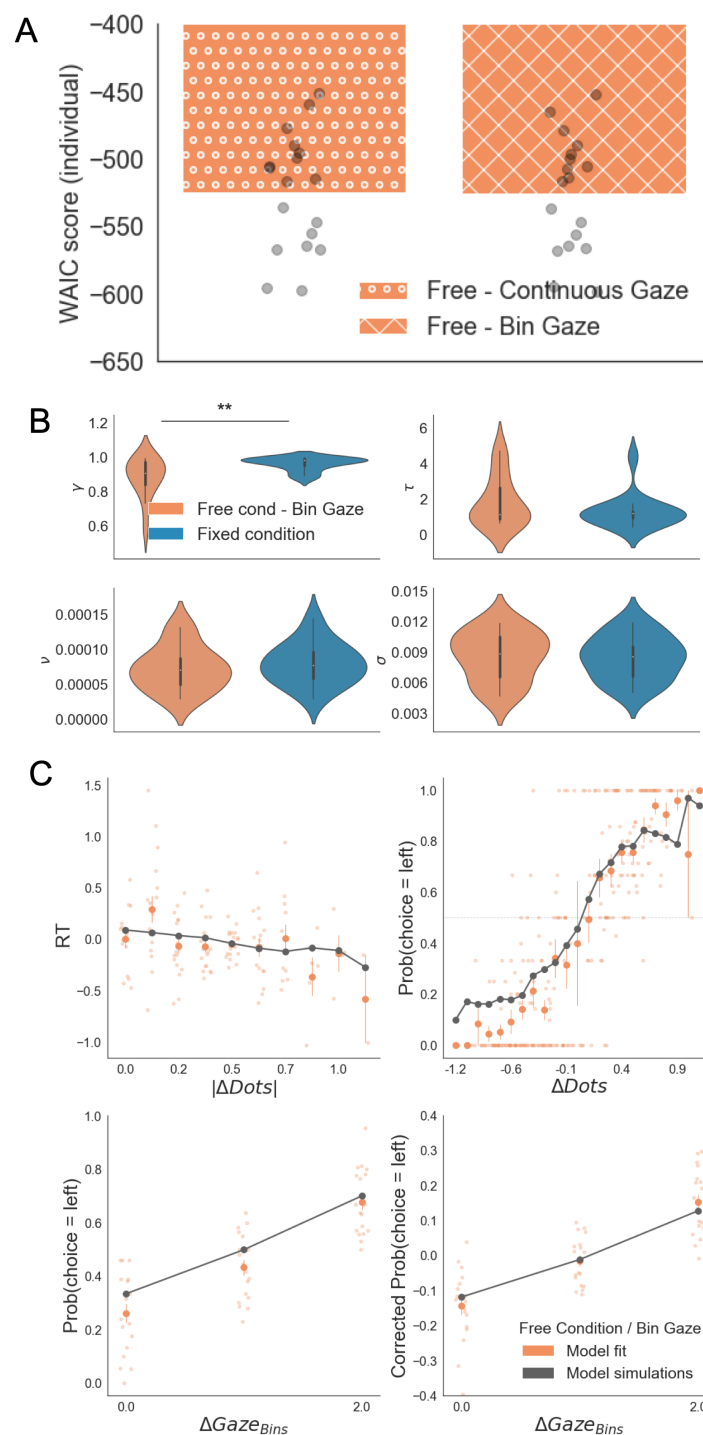 A
−400
−450
−500
−550
−600
−650
WAIC score (individual)
Free - Continuous Gaze
Free - Bin Gaze
B
**
1.2
1.0
0.8
0.6
γ
Free cond - Bin Gaze
Fixed condition
6
4
2
0
τ
0.00015
0.00010
0.00005
0.00000
ν
0.015
0.012
0.009
0.006
0.003
σ
C
1.5
1.0
0.5
0.0
−0.5
−1.0
RT
0.0 0.2 0.5 0.7 1.0
|ΔDots|
1.0
0.8
0.6
0.4
0.2
0.0
Prob(choice = left)
-1.2 -0.6 -0.1 0.4 0.9
ΔDots
1.0
0.8
0.6
0.4
0.2
0.0
Prob(choice = left)
0.0 2.0
ΔGaze_Bins
0.4
0.3
0.2
0.1
0.0
−0.1
−0.2
−0.3
−0.4
Corrected Prob(choice = left)
Free Condition / Bin Gaze
Model fit
Model simulations
0.0 2.0
ΔGaze_Bins